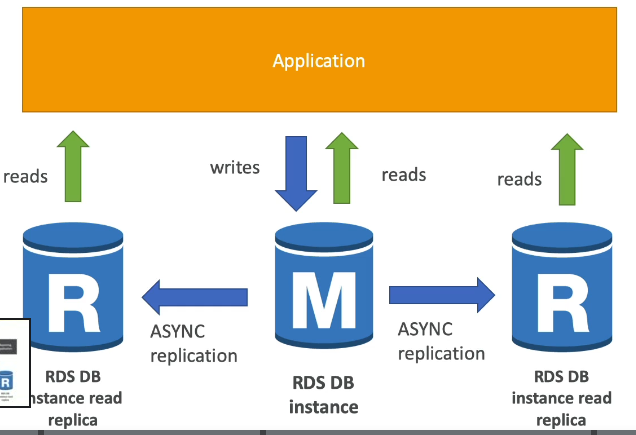 Application
reads
writes
reads
reads
R
M
R
ASYNC
replication
ASYNC
replication
RDS DB
instance read
replica
RDS DB
instance
RDS DB
instance read
replica
R